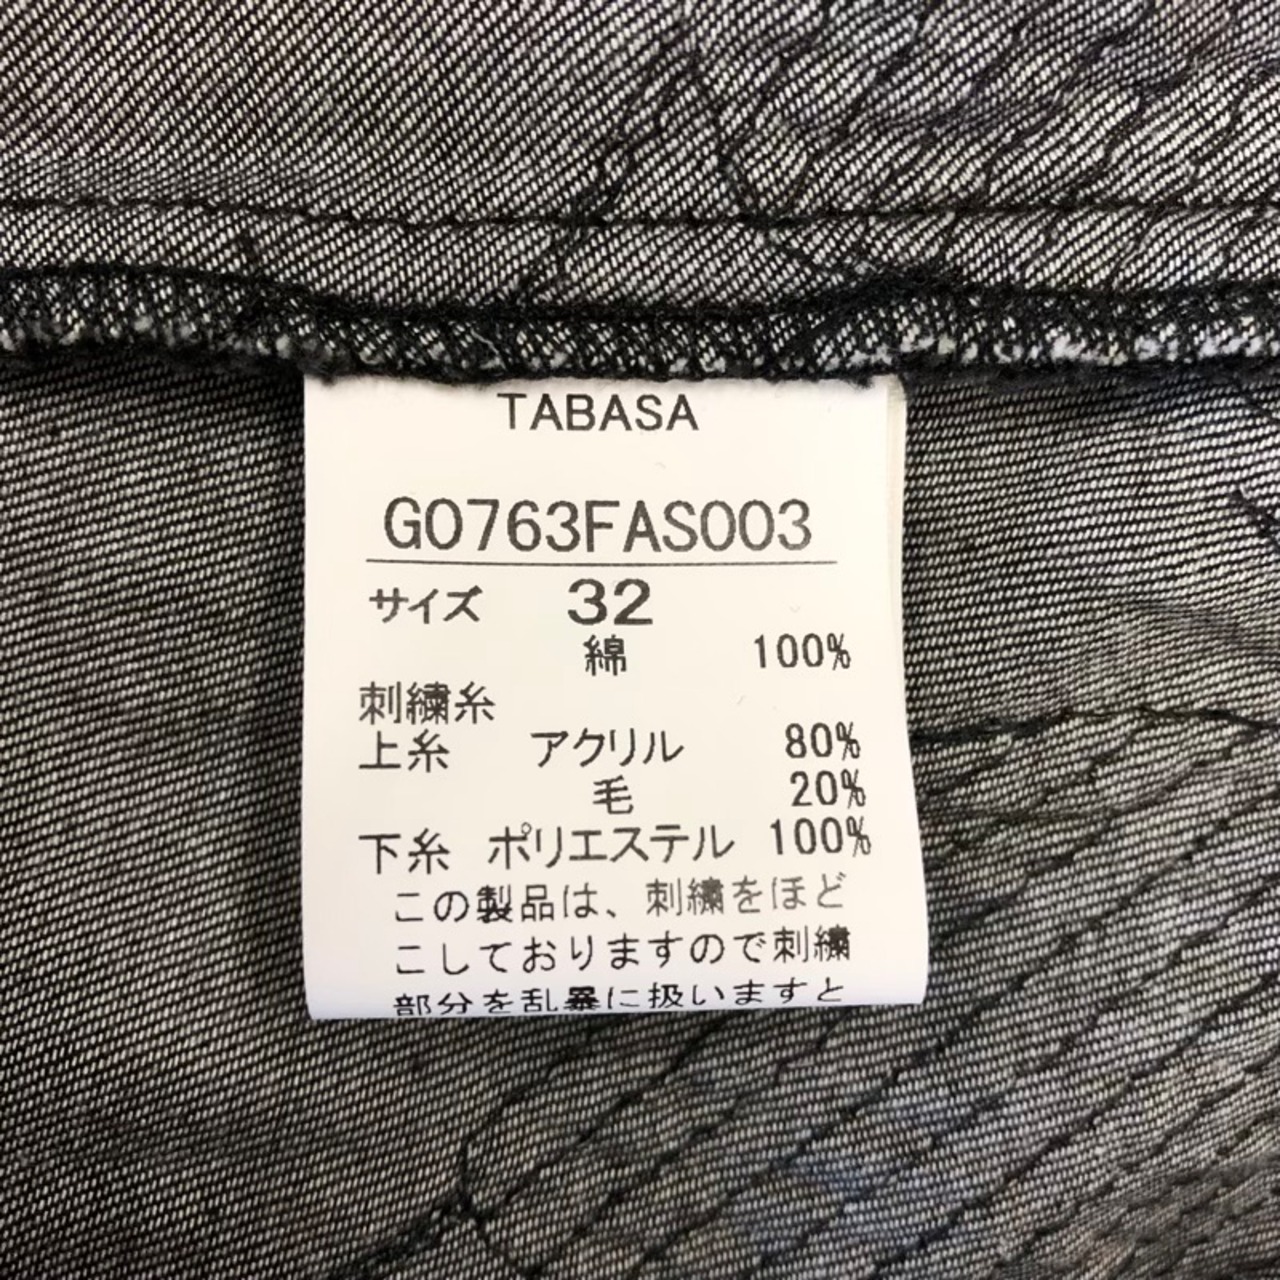 TABASA
G0763FAS003
サイズ 32
綿 100%
刺繍糸
上糸 アクリル 80%
毛 20%
下糸 ポリエステル 100%
この製品は、刺繍をほど
こしておりますので刺繍
部分を乱暴に扱いますと